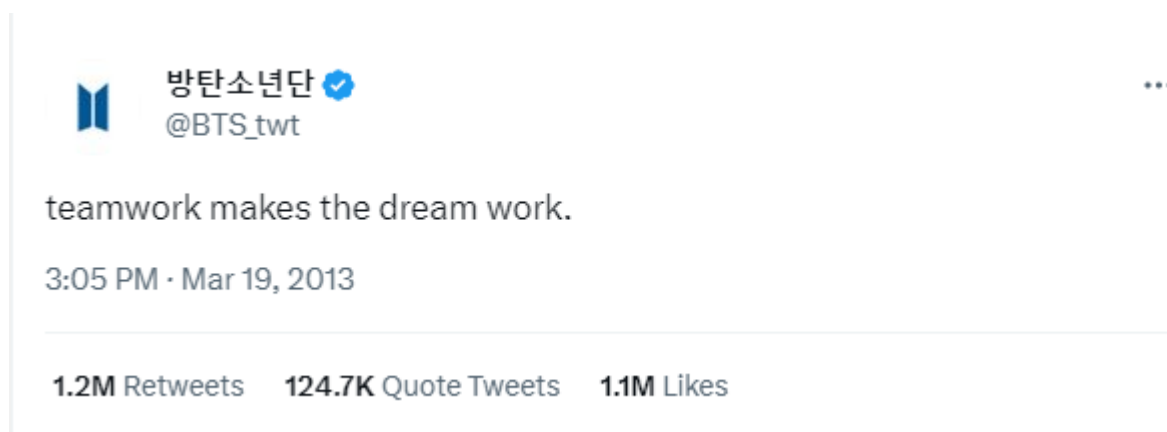 방탄소년단
@BTS_twt
teamwork makes the dream work.
3:05 PM · Mar 19, 2013
1.2M Retweets 124.7K Quote Tweets 1.1M Likes